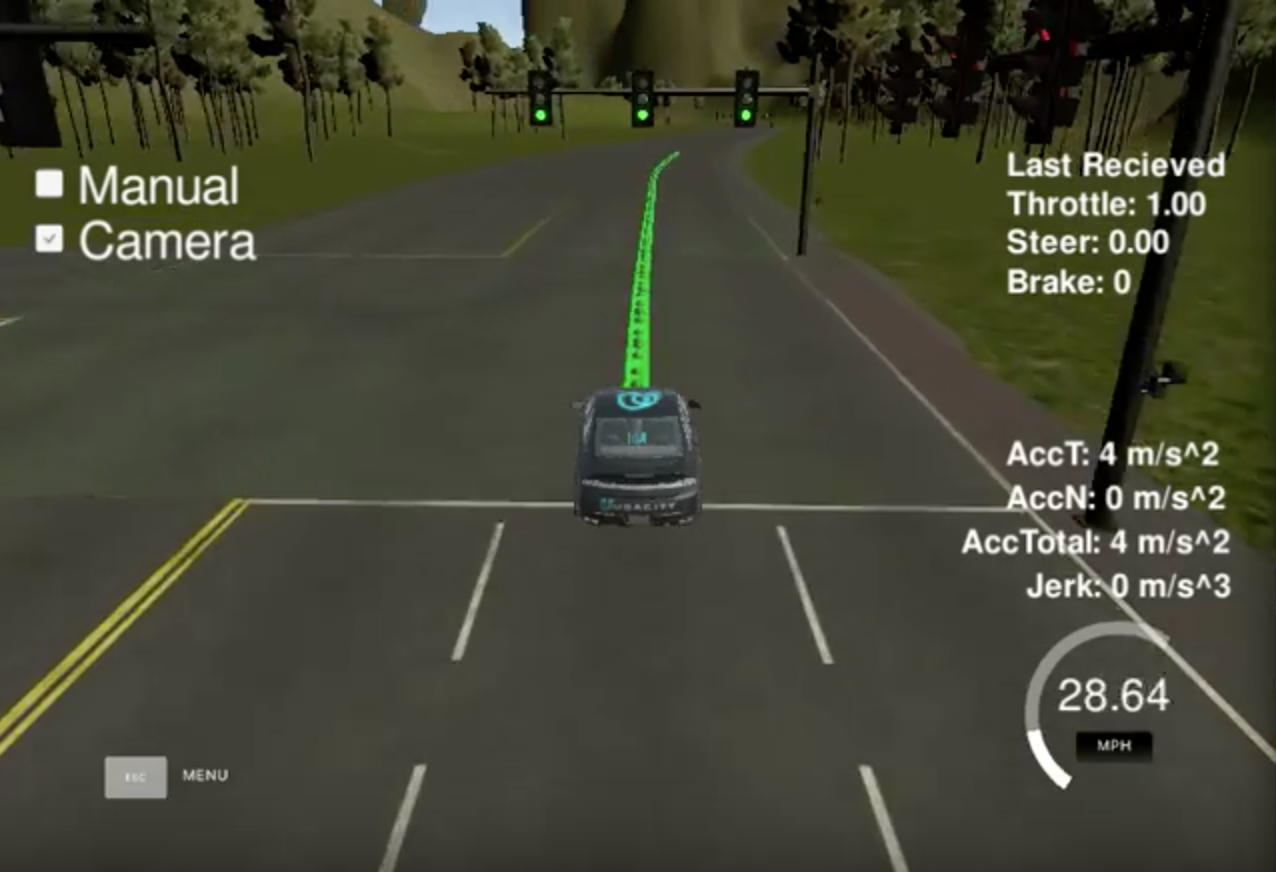 Manual
Camera
Last Recieved
Throttle: 1.00
Steer: 0.00
Brake: 0
AccT: 4 m/s^2
AccN: 0 m/s^2
AccTotal: 4 m/s^2
Jerk: 0 m/s^3
UDACITY
28.64
MPH
ESC MENU